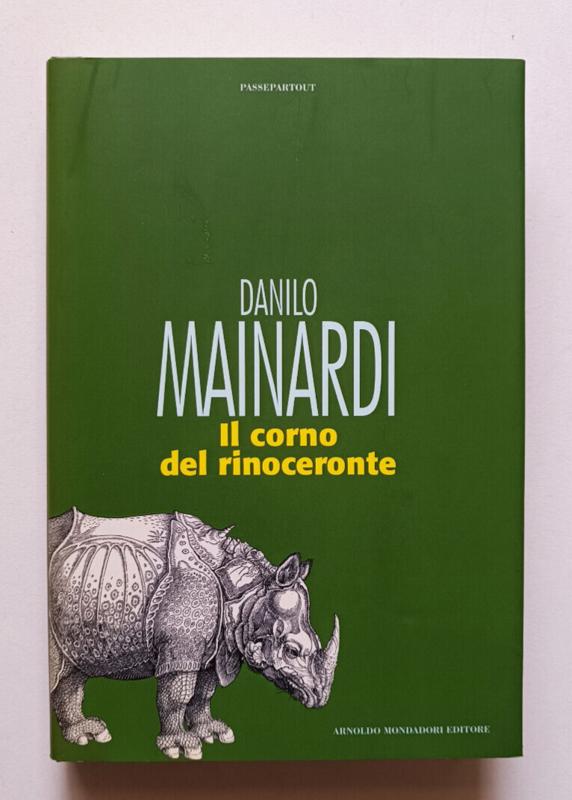 PASSEPARTOUT
DANILO
MAINARDI
Il corno
del rinoceronte
ARNOLDO MONDADORI EDITORE